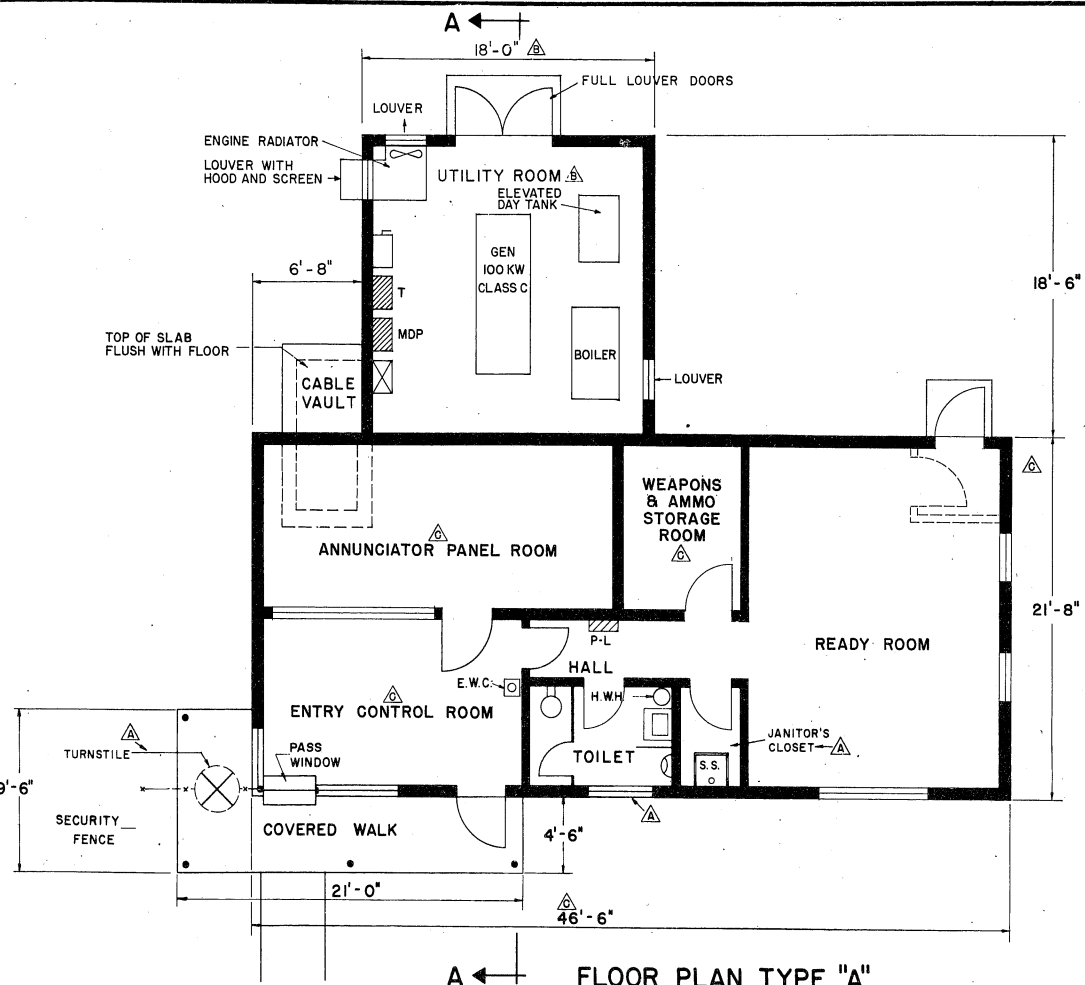 A
18'-0" B
FULL LOUVER DOORS
LOUVER
ENGINE RADIATOR
LOUVER WITH
HOOD AND SCREEN
UTILITY ROOM B
ELEVATED
DAY TANK
GEN
100 KW
CLASS C
6'-8"
T
18'-6"
MDP
TOP OF SLAB
FLUSH WITH FLOOR
BOILER
CABLE
VAULT
LOUVER
C
WEAPONS
& AMMO
STORAGE
ROOM
C
C
ANNUNCIATOR PANEL ROOM
21'-8"
P-L
READY ROOM
HALL
E.W.C.
C
H.W.H.
ENTRY CONTROL ROOM
A
TURNSTILE
PASS
WINDOW
TOILET
JANITOR'S
CLOSET A
S.S.
9'-6"
SECURITY
FENCE
COVERED WALK
4'-6"
A
21'-0"
C
46'-6"
A
FLOOR PLAN TYPE "A"